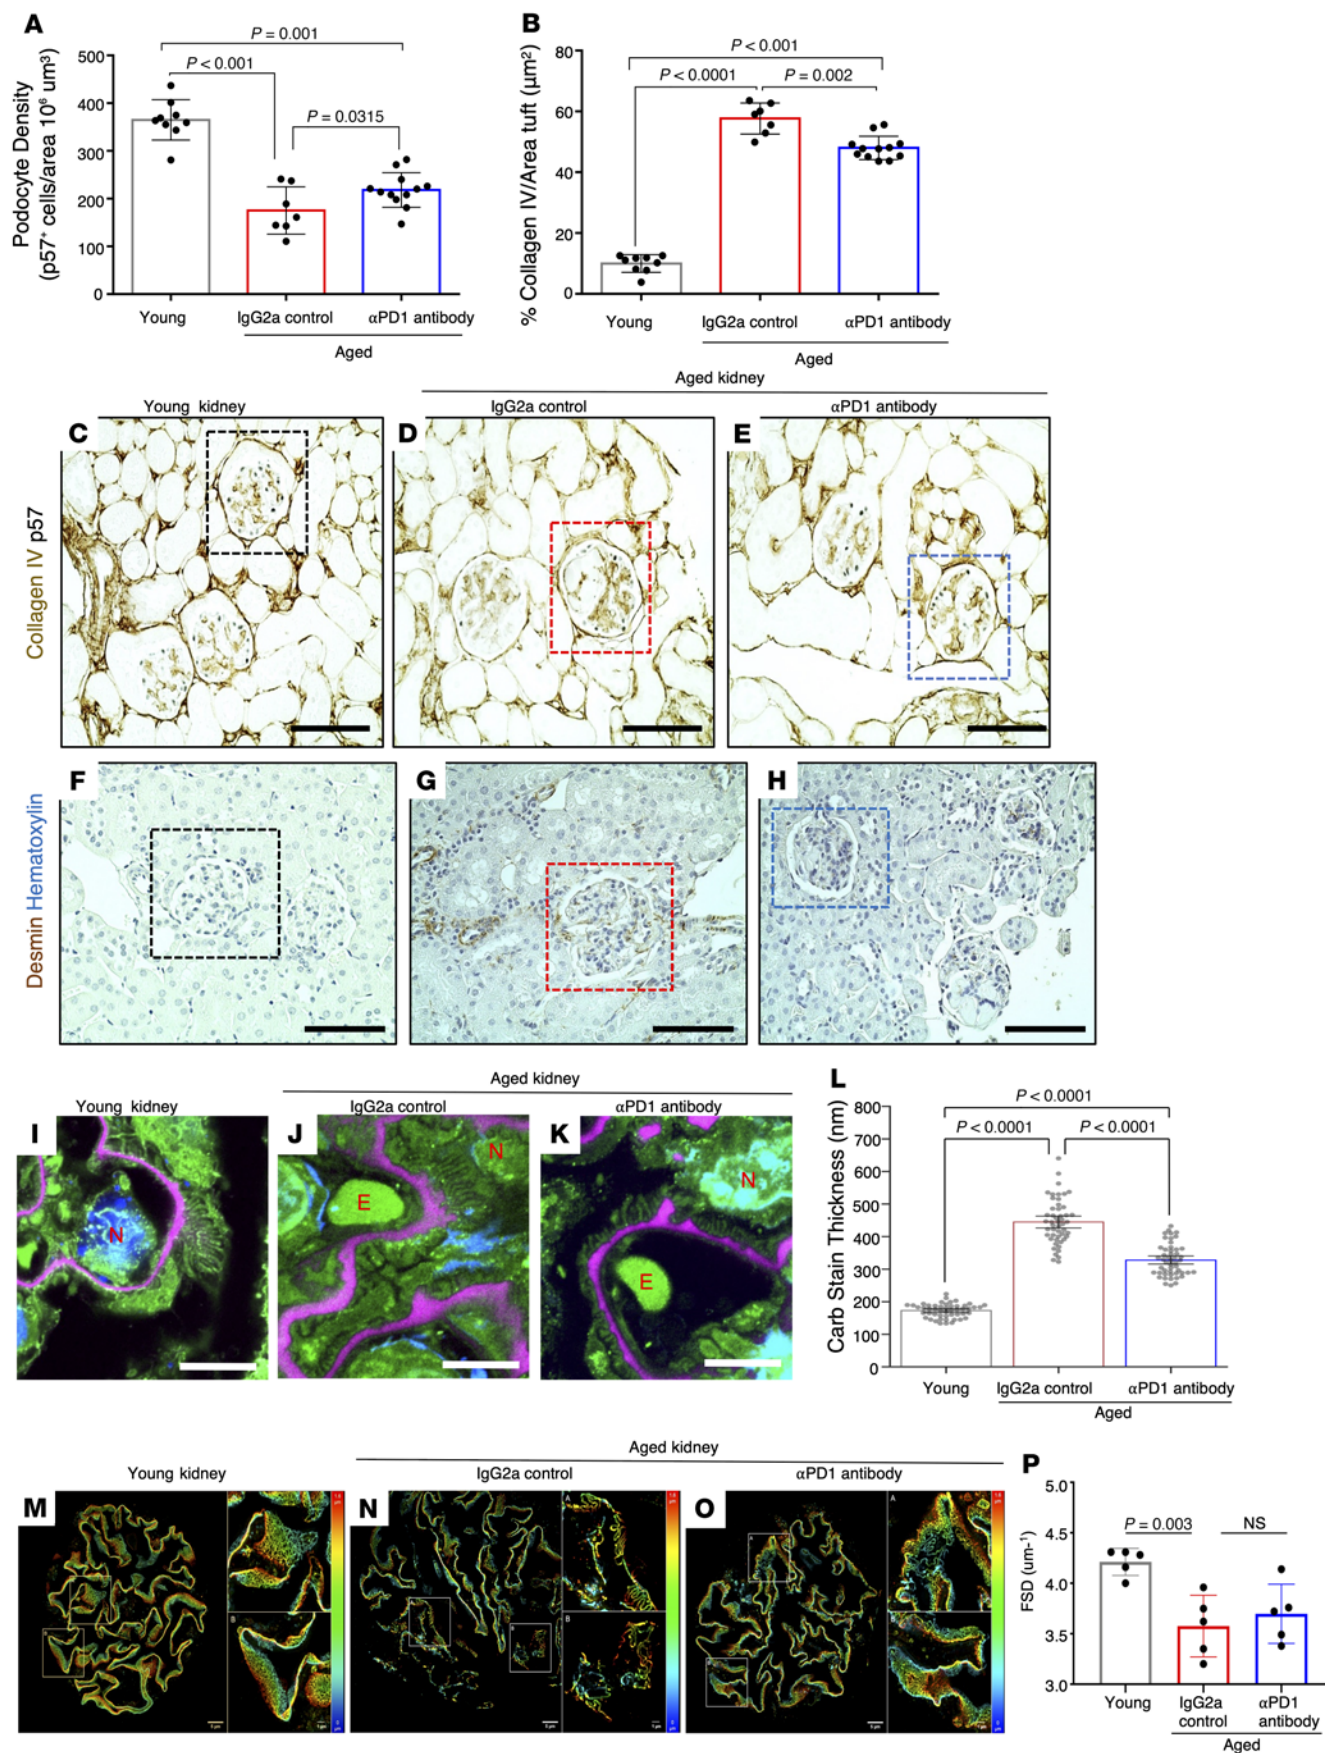 A
P = 0.001
P < 0.001
P = 0.0315
Podocyte Density
(p57⁺ cells/area 10⁶ um³)
500
400
300
200
100
0
Young
IgG2a control
αPD1 antibody
Aged
B
P < 0.001
P < 0.0001
P = 0.002
% Collagen IV/Area tuft (µm²)
80
60
40
20
0
Young
IgG2a control
αPD1 antibody
Aged
Aged kidney
Young kidney
IgG2a control
αPD1 antibody
C
D
E
Collagen IV p57
F
G
H
Desmin Hematoxylin
Aged kidney
Young kidney
IgG2a control
αPD1 antibody
I
N
J
E
N
K
E
N
L
P < 0.0001
P < 0.0001
P < 0.0001
Carb Stain Thickness (nm)
800
700
600
500
400
300
200
100
0
Young
IgG2a control
αPD1 antibody
Aged
Aged kidney
Young kidney
IgG2a control
αPD1 antibody
M
B
N
A
B
O
A
P
P = 0.003
NS
FSD (um-¹)
5.0
4.5
4.0
3.5
3.0
Young
IgG2a
control
αPD1
antibody
Aged